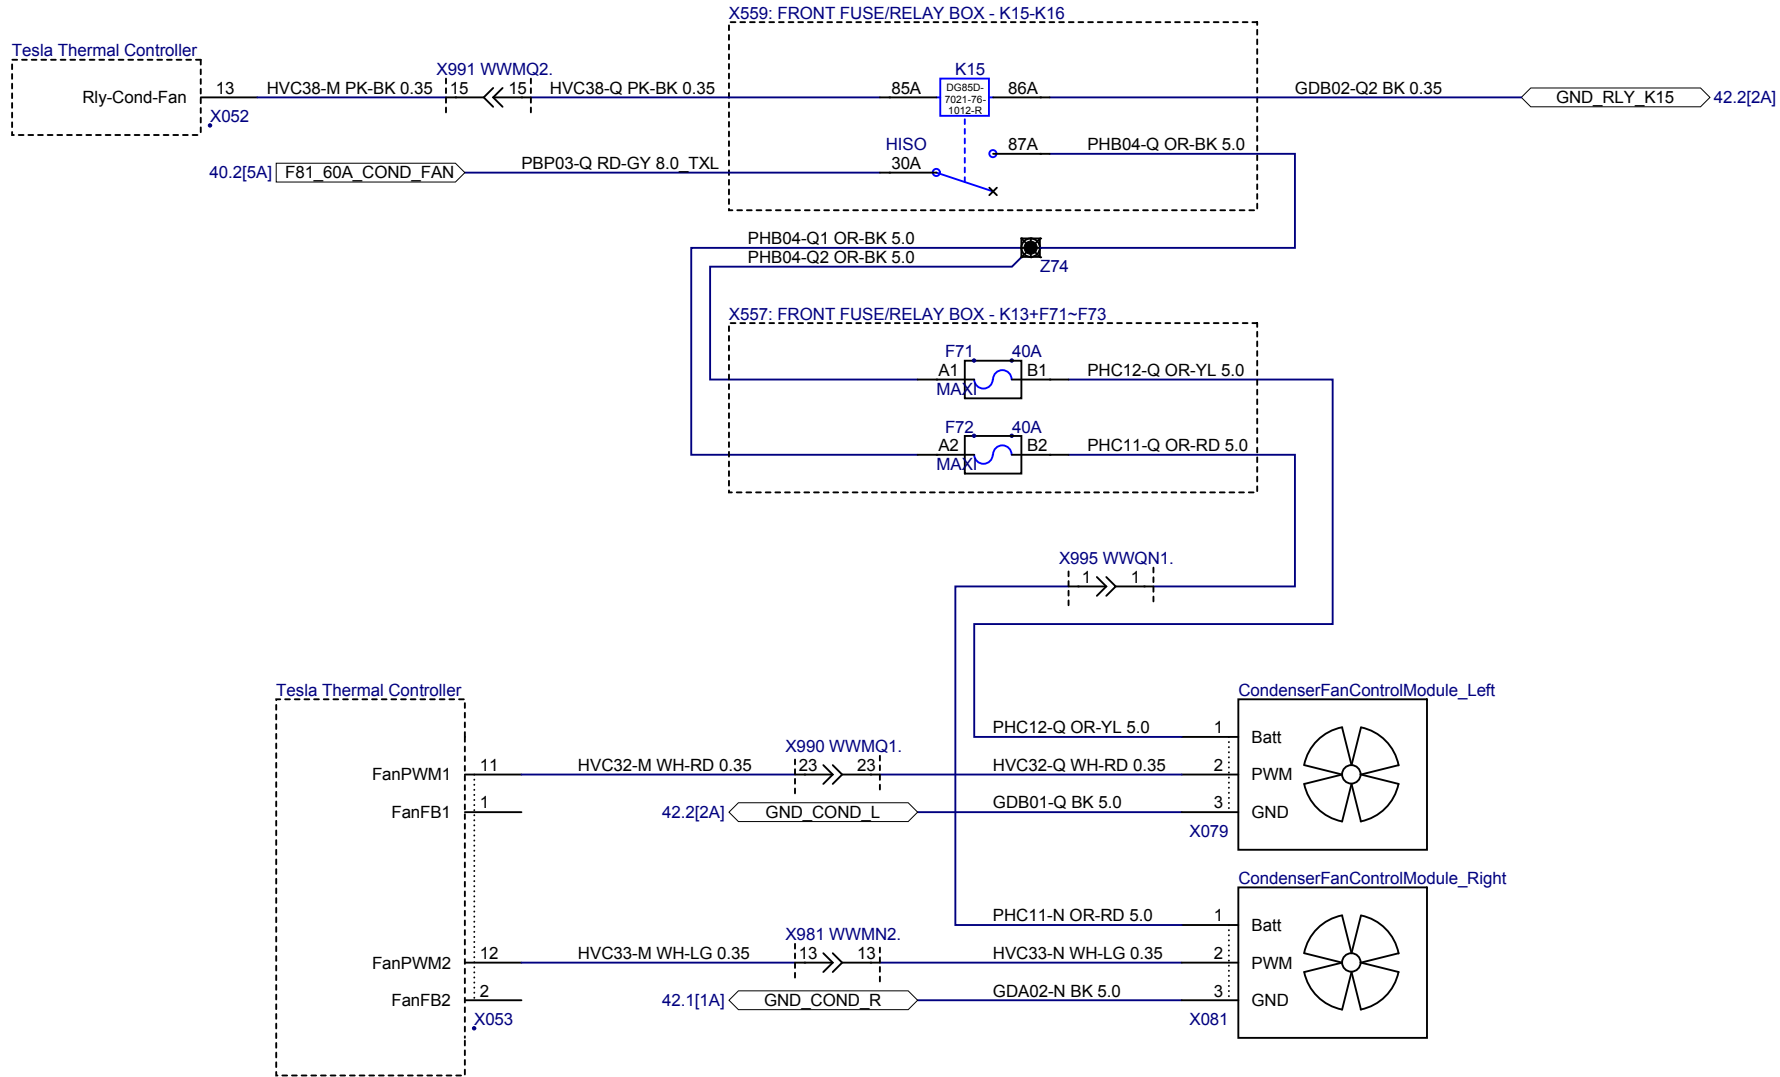 X559: FRONT FUSE/RELAY BOX - K15-K16
Tesla Thermal Controller
Rly-Cond-Fan
13
X052
HVC38-M PK-BK 0.35
X991 WWMQ2.
15
15
HVC38-Q PK-BK 0.35
85A
K15
DG85D-
7021-76-
1012-R
86A
GDB02-Q2 BK 0.35
GND_RLY_K15
42.2[2A]
40.2[5A]
F81_60A_COND_FAN
PBP03-Q RD-GY 8.0_TXL
HISO
30A
87A
PHB04-Q OR-BK 5.0
PHB04-Q1 OR-BK 5.0
PHB04-Q2 OR-BK 5.0
Z74
X557: FRONT FUSE/RELAY BOX - K13+F71~F73
F71
40A
A1
MAXI
B1
PHC12-Q OR-YL 5.0
F72
40A
A2
MAXI
B2
PHC11-Q OR-RD 5.0
X995 WWQN1.
1
1
Tesla Thermal Controller
FanPWM1
11
HVC32-M WH-RD 0.35
X990 WWMQ1.
23
23
HVC32-Q WH-RD 0.35
FanFB1
1
42.2[2A]
GND_COND_L
GDB01-Q BK 5.0
CondenserFanControlModule_Left
PHC12-Q OR-YL 5.0
1
Batt
2
PWM
3
GND
X079
FanPWM2
12
HVC33-M WH-LG 0.35
X981 WWMN2.
13
13
HVC33-N WH-LG 0.35
FanFB2
2
X053
42.1[1A]
GND_COND_R
GDA02-N BK 5.0
CondenserFanControlModule_Right
PHC11-N OR-RD 5.0
1
Batt
2
PWM
3
GND
X081